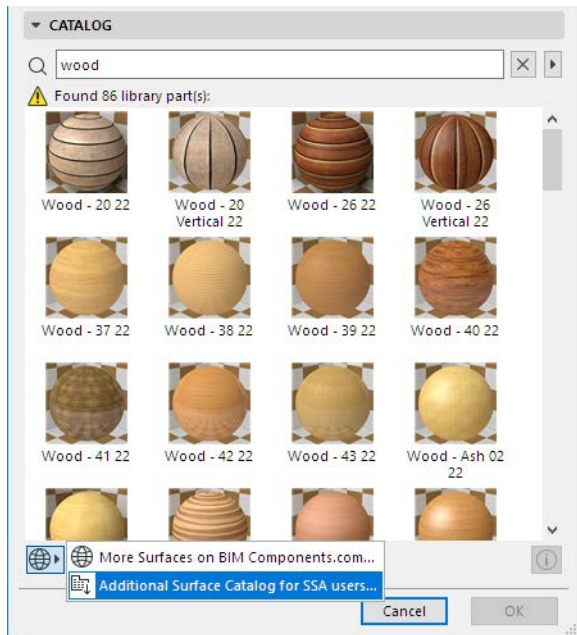 CATALOG
wood
Found 86 library part(s):
Wood - 20 22
Wood - 20
Vertical 22
Wood - 26 22
Wood - 26
Vertical 22
Wood - 37 22
Wood - 38 22
Wood - 39 22
Wood - 40 22
Wood - 41 22
Wood - 42 22
Wood - 43 22
Wood - Ash 02
22
More Surfaces on BIM Components.com...
Additional Surface Catalog for SSA users...
Cancel
OK